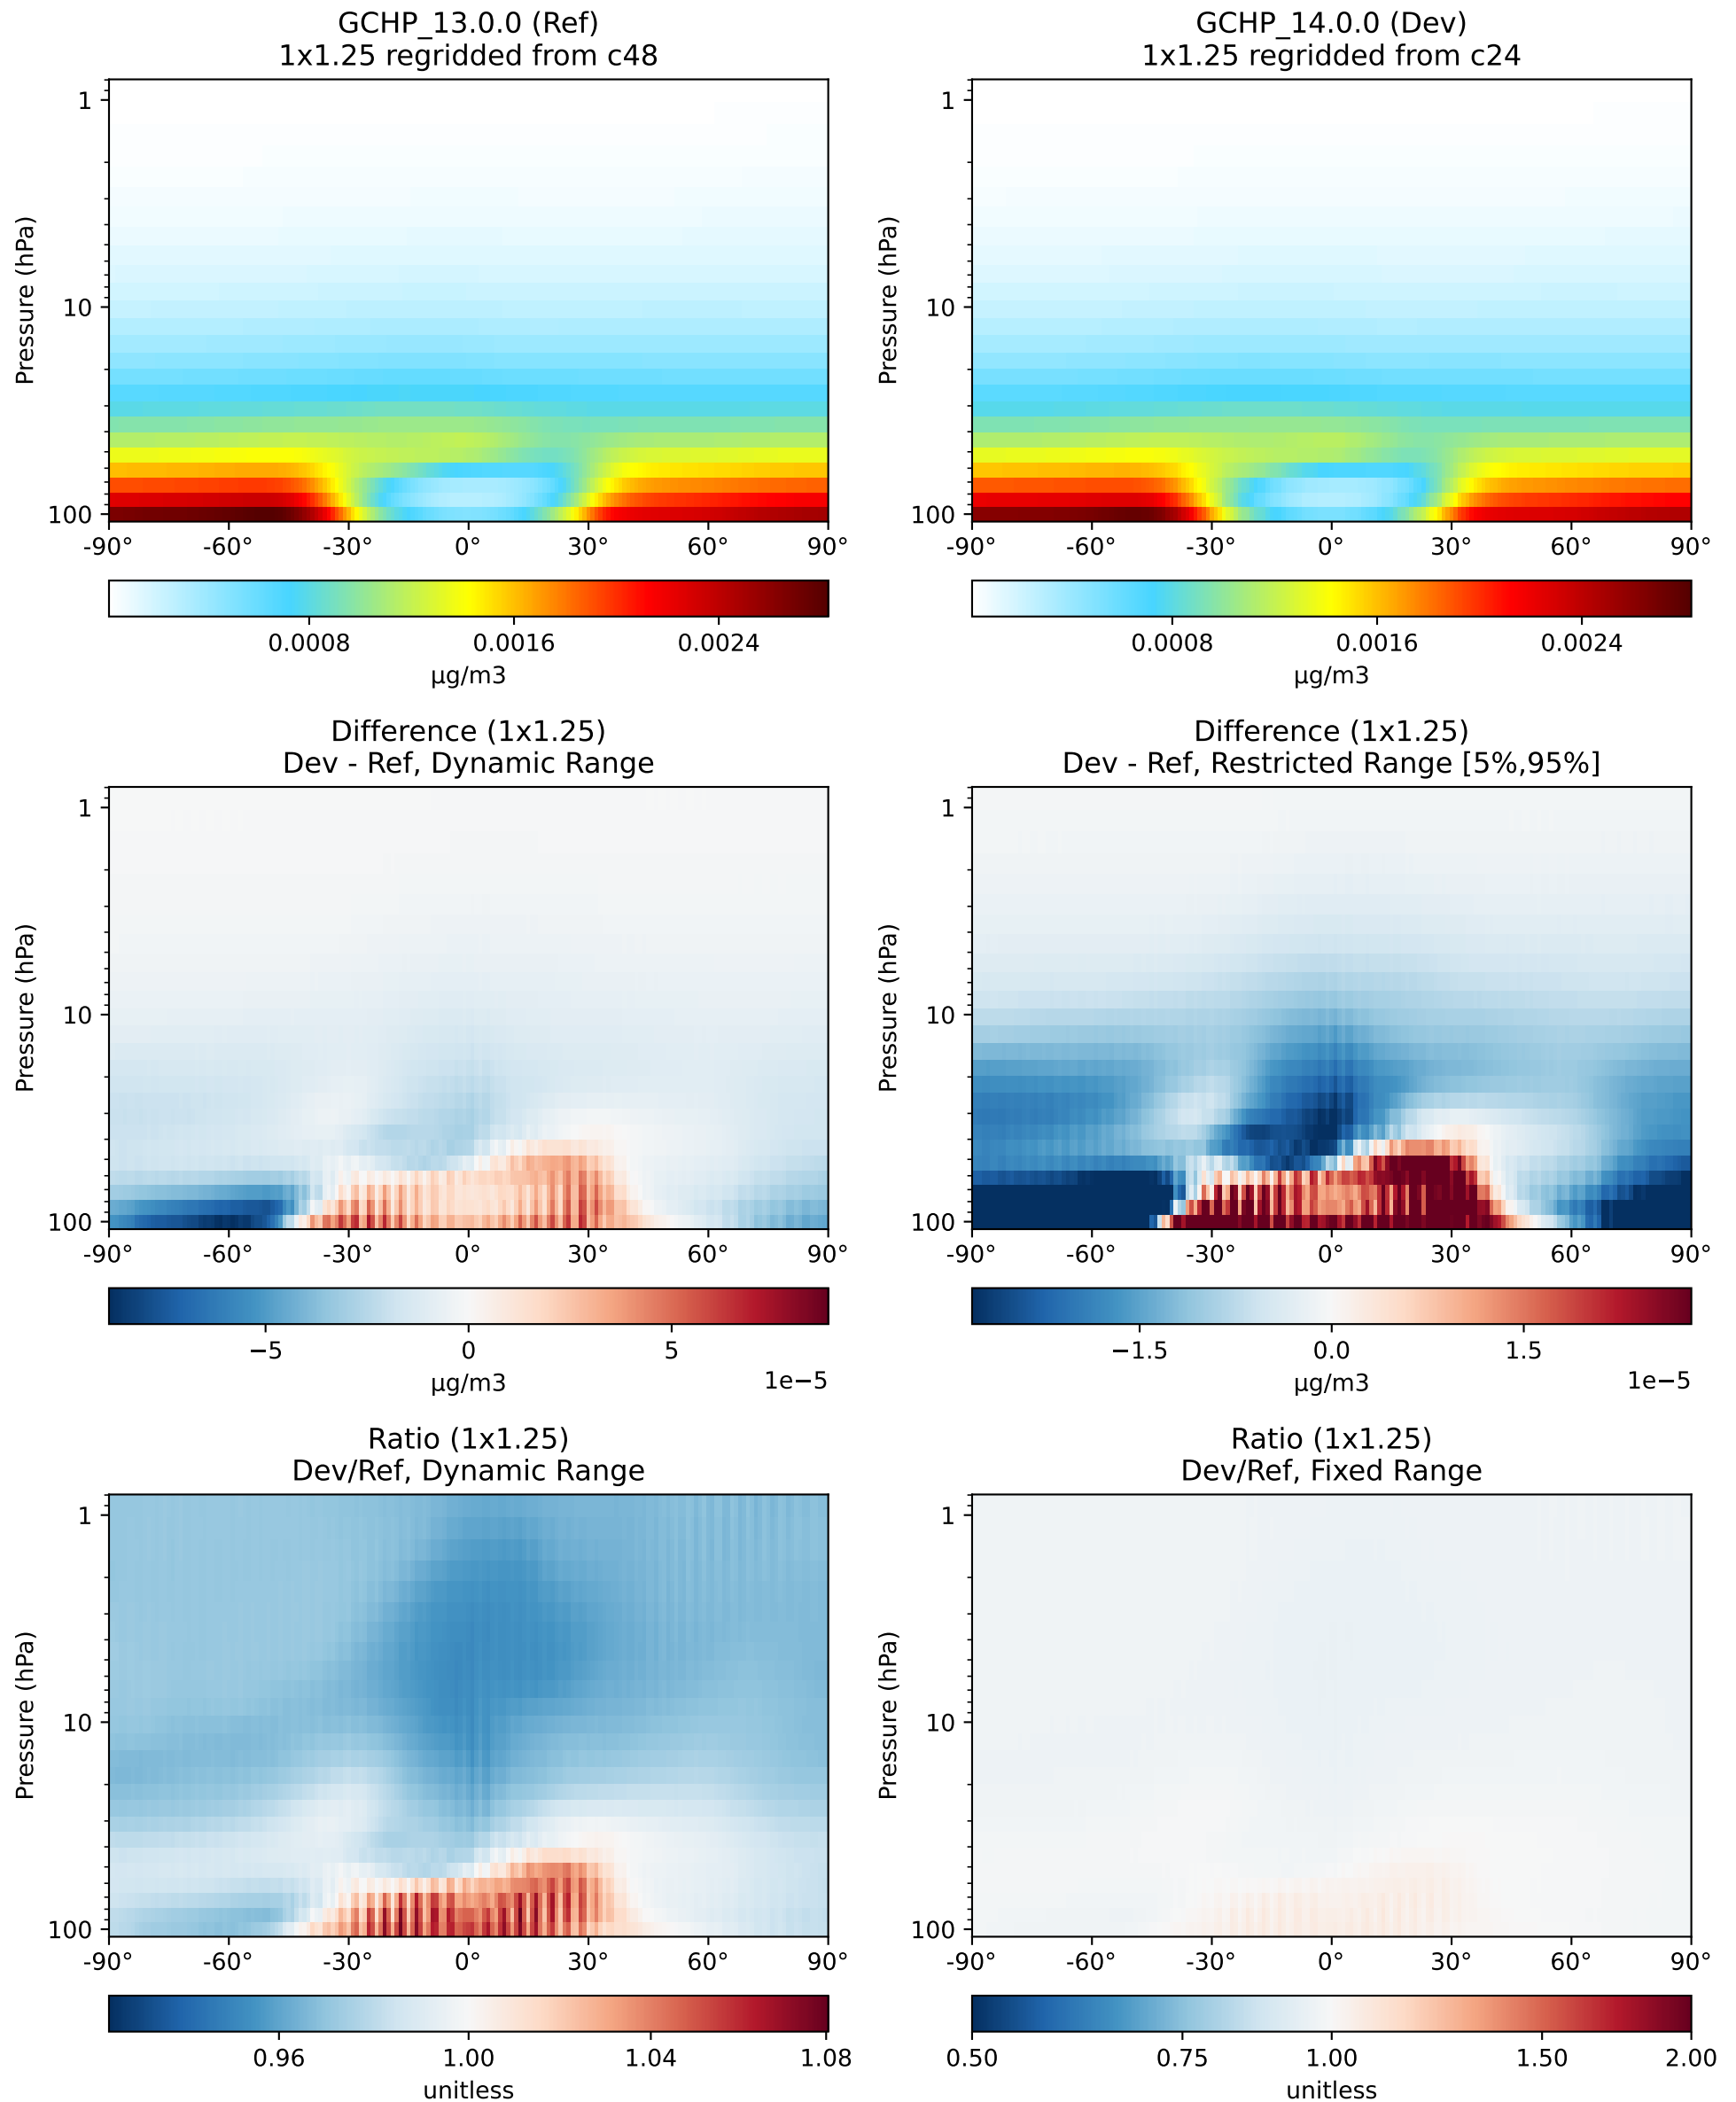 GCHP_13.0.0 (Ref)
1x1.25 regridded from c48
1
10
100
Pressure (hPa)
-90° -60° -30° 0° 30° 60° 90°
0.0008 0.0016 0.0024
µg/m3
GCHP_14.0.0 (Dev)
1x1.25 regridded from c24
1
10
100
Pressure (hPa)
-90° -60° -30° 0° 30° 60° 90°
0.0008 0.0016 0.0024
µg/m3
Difference (1x1.25)
Dev - Ref, Dynamic Range
1
10
100
Pressure (hPa)
-90° -60° -30° 0° 30° 60° 90°
−5 0 5
µg/m3 1e−5
Difference (1x1.25)
Dev - Ref, Restricted Range [5%,95%]
1
10
100
Pressure (hPa)
-90° -60° -30° 0° 30° 60° 90°
−1.5 0.0 1.5
µg/m3 1e−5
Ratio (1x1.25)
Dev/Ref, Dynamic Range
1
10
100
Pressure (hPa)
-90° -60° -30° 0° 30° 60° 90°
0.96 1.00 1.04 1.08
unitless
Ratio (1x1.25)
Dev/Ref, Fixed Range
1
10
100
Pressure (hPa)
-90° -60° -30° 0° 30° 60° 90°
0.50 0.75 1.00 1.50 2.00
unitless